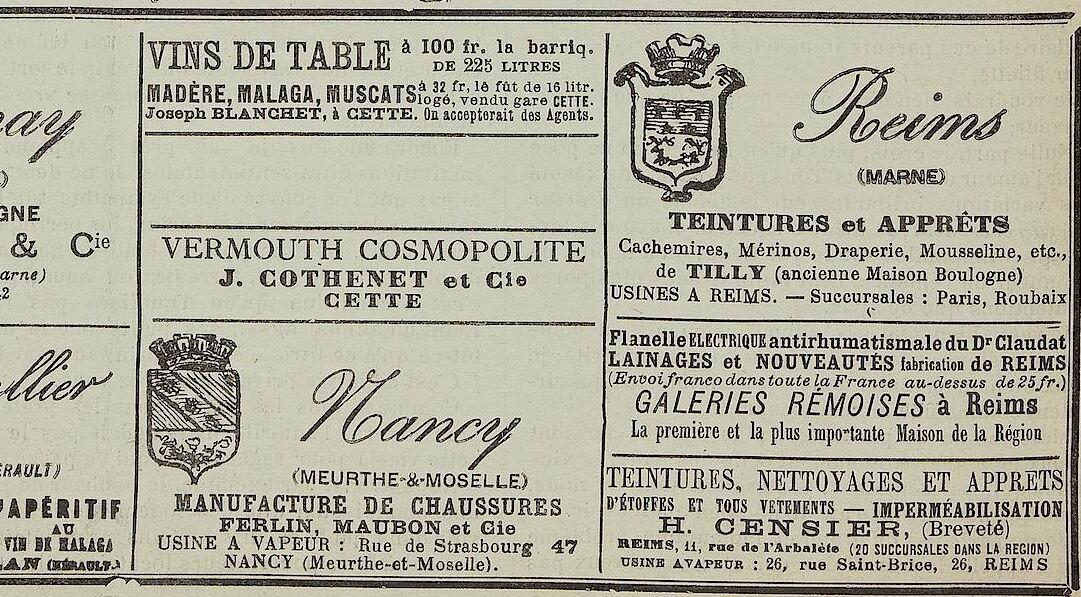 nay
GNE
& Cie
arne)
42
llier
ÉRAULT)
'APÉRITIF
AU
VIN DE MALAGA
LAN (HÉRAULT.)
VINS DE TABLE à 100 fr. la barriq.
DE 225 LITRES
MADÈRE, MALAGA, MUSCATS à 32 fr, le fût de 16 litr.
logé, vendu gare CETTE.
Joseph BLANCHET, à CETTE. On accepterait des Agents.
VERMOUTH COSMOPOLITE
J. COTHENET et Cie
CETTE
Nancy
(MEURTHE-&-MOSELLE)
MANUFACTURE DE CHAUSSURES
FERLIN, MAUBON et Cie
USINE A VAPEUR : Rue de Strasbourg 47
NANCY (Meurthe-et-Moselle).
Reims
(MARNE)
TEINTURES et APPRÊTS
Cachemires, Mérinos, Draperie, Mousseline, etc.,
de TILLY (ancienne Maison Boulogne)
USINES A REIMS. — Succursales : Paris, Roubaix
Flanelle ELECTRIQUE antirhumatismale du Dr Claudat
LAINAGES et NOUVEAUTÉS fabrication de REIMS
(Envoi franco dans toute la France au-dessus de 25 fr.)
GALERIES RÉMOISES à Reims
La première et la plus importante Maison de la Région
TEINTURES, NETTOYAGES ET APPRETS
D'ÉTOFFES ET TOUS VETEMENTS — IMPERMÉABILISATION
H. CENSIER, (Breveté)
REIMS, 11, rue de l'Arbalète (20 SUCCURSALES DANS LA REGION)
USINE A VAPEUR : 26, rue Saint-Brice, 26, REIMS